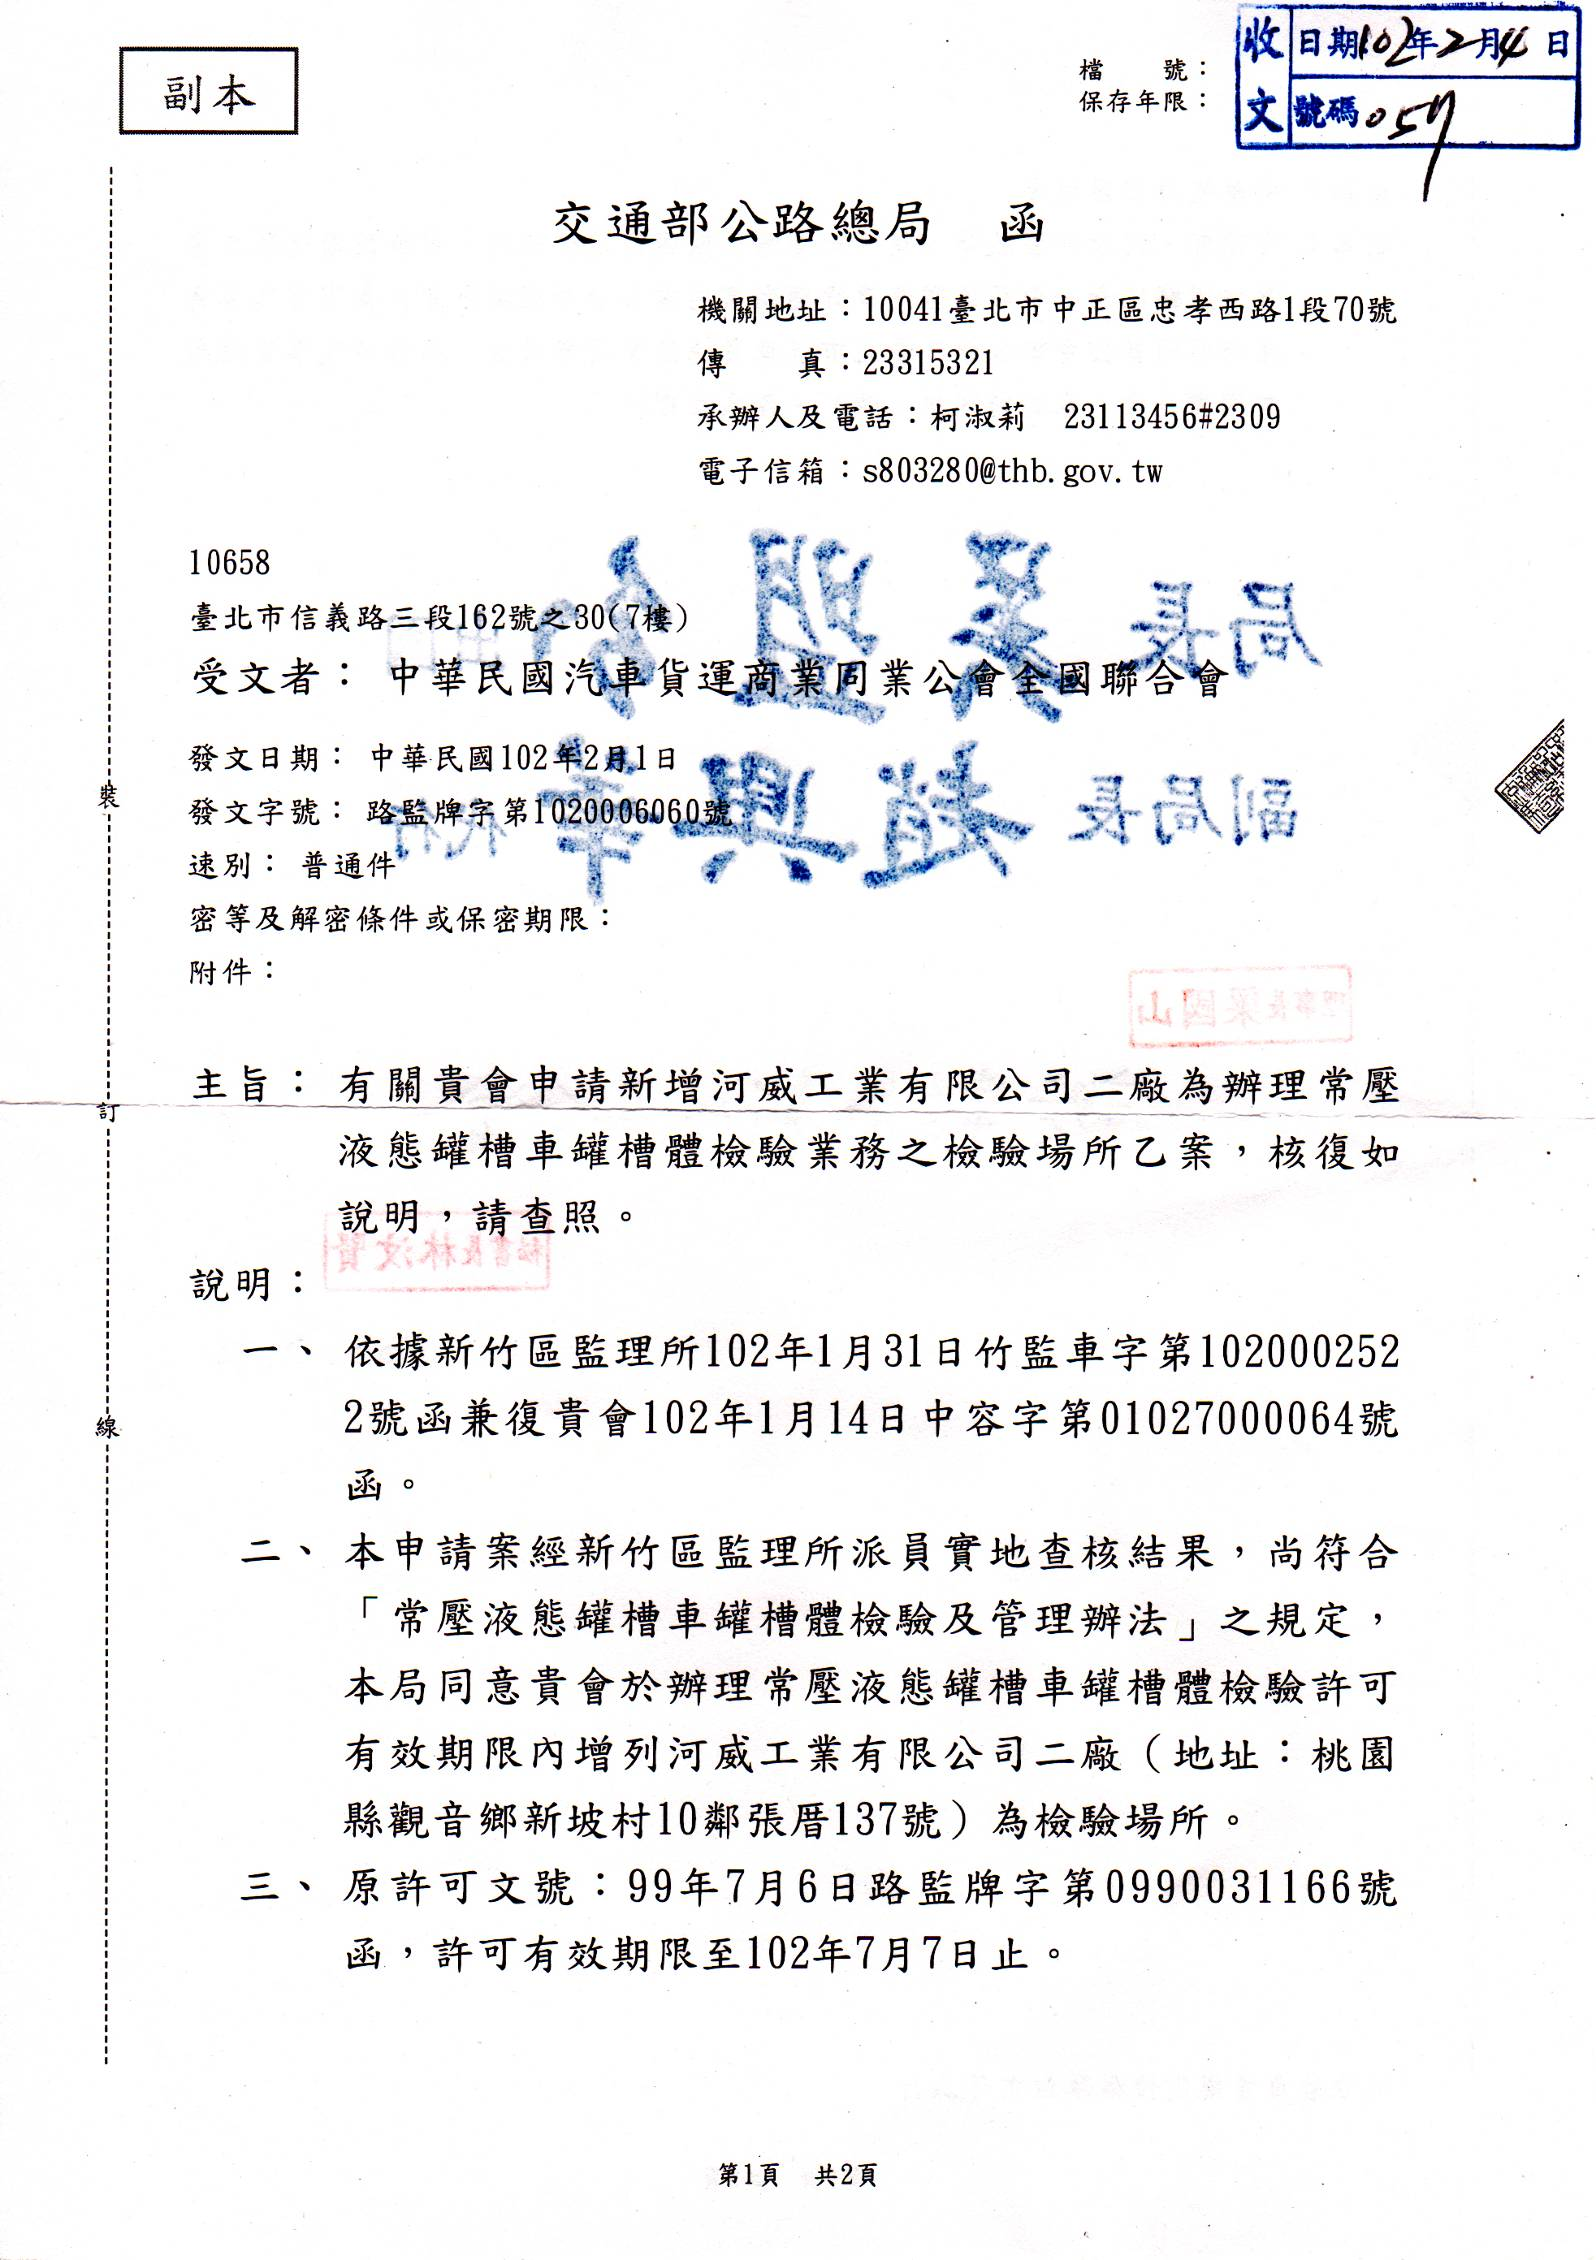 副本
檔　　號：
保存年限：
收文
日期102年2月4日
號碼057
交通部公路總局　函
機關地址：10041臺北市中正區忠孝西路1段70號
傳　　真：23315321
承辦人及電話：柯淑莉　23113456#2309
電子信箱：s803280@thb.gov.tw
10658
臺北市信義路三段162號之30(7樓)
受文者：　中華民國汽車貨運商業同業公會全國聯合會
發文日期：　中華民國102年2月1日
發文字號：　路監牌字第1020006060號
速別：　普通件
密等及解密條件或保密期限：
附件：
局長
副局長　趙興華　代行
理事長梁國山
主旨：　有關貴會申請新增河威工業有限公司二廠為辦理常壓
液態罐槽車罐槽體檢驗業務之檢驗場所乙案，核復如
說明，請查照。
說明：
一、　依據新竹區監理所102年1月31日竹監車字第102000252
2號函兼復貴會102年1月14日中容字第01027000064號
函。
二、　本申請案經新竹區監理所派員實地查核結果，尚符合
「常壓液態罐槽車罐槽體檢驗及管理辦法」之規定，
本局同意貴會於辦理常壓液態罐槽車罐槽體檢驗許可
有效期限內增列河威工業有限公司二廠（地址：桃園
縣觀音鄉新坡村10鄰張厝137號）為檢驗場所。
三、　原許可文號：99年7月6日路監牌字第0990031166號
函，許可有效期限至102年7月7日止。
裝
訂
線
第1頁　共2頁